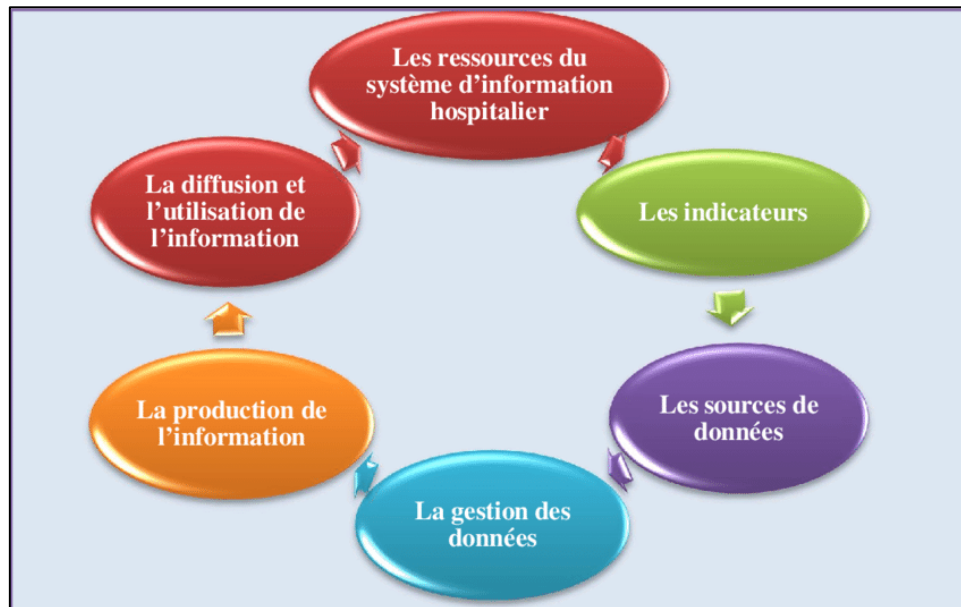 Les ressources du
système d’information
hospitalier
Les indicateurs
Les sources de
données
La gestion des
données
La production de
l’information
La diffusion et
l’utilisation de
l’information